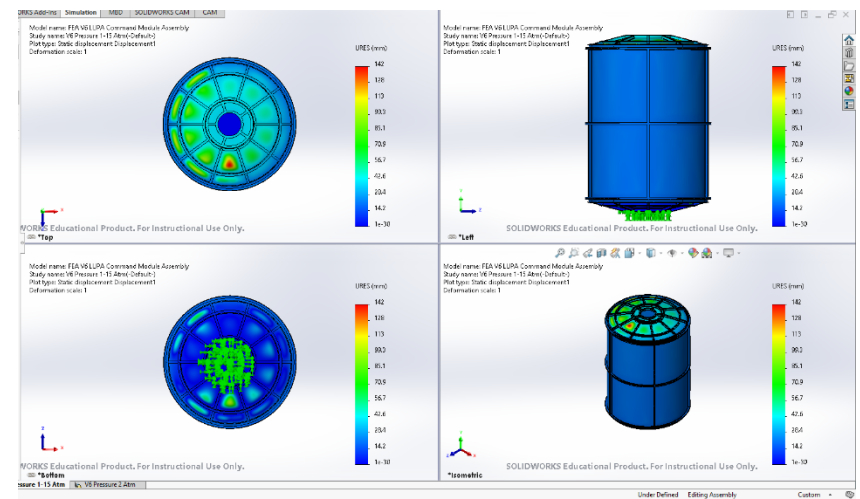 ORKS Add-Ins Simulation MBD SOLIDWORKS CAM CAM
Model name: FEA V6 LUPA Command Module Assembly
Study name: V6 Pressure 1-15 Atm(-Default-)
Plot type: Static displacement Displacement1
Deformation scale: 1
URES (mm)
142
128
113
99.3
85.1
70.9
56.7
42.6
28.4
14.2
1e-30
WORKS Educational Product. For Instructional Use Only.
*Top
Model name: FEA V6 LUPA Command Module Assembly
Study name: V6 Pressure 1-15 Atm(-Default-)
Plot type: Static displacement Displacement1
Deformation scale: 1
URES (mm)
142
128
113
99.3
85.1
70.9
56.7
42.6
28.4
14.2
1e-30
SOLIDWORKS Educational Product. For Instructional Use Only.
*Left
Model name: FEA V6 LUPA Command Module Assembly
Study name: V6 Pressure 1-15 Atm(-Default-)
Plot type: Static displacement Displacement1
Deformation scale: 1
URES (mm)
142
128
113
99.3
85.1
70.9
56.7
42.6
28.4
14.2
1e-30
WORKS Educational Product. For Instructional Use Only.
*Bottom
Model name: FEA V6 LUPA Command Module Assembly
Study name: V6 Pressure 1-15 Atm(-Default-)
Plot type: Static displacement Displacement1
Deformation scale: 1
URES (mm)
142
128
113
99.3
85.1
70.9
56.7
42.6
28.4
14.2
1e-30
SOLIDWORKS Educational Product. For Instructional Use Only.
*Isometric
essure 1-15 Atm V6 Pressure 2 Atm
Under Defined Editing Assembly Custom